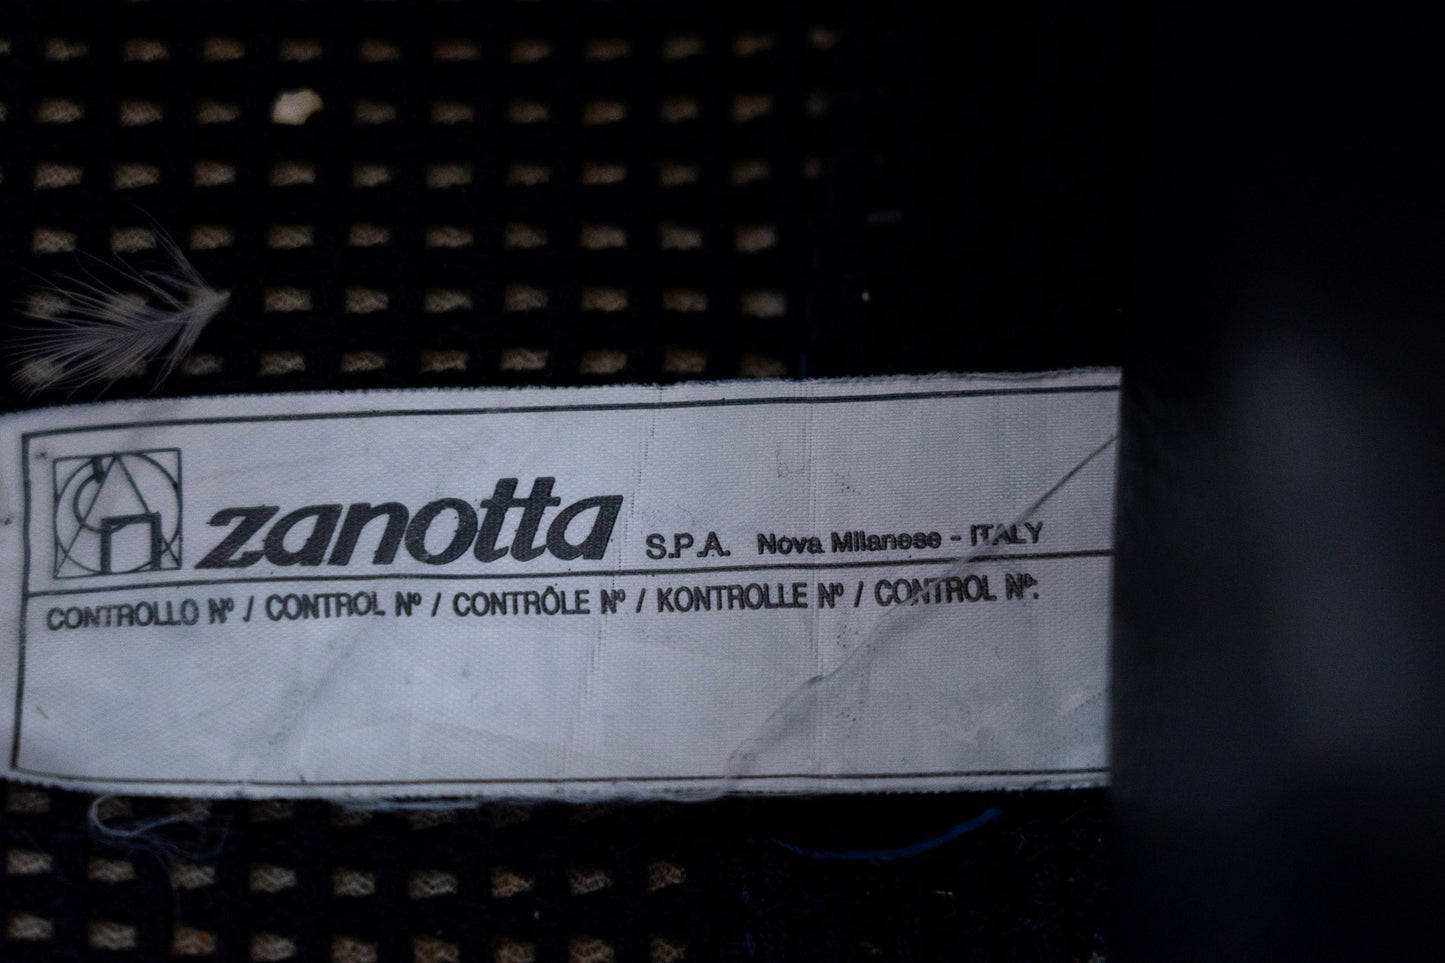 zanotta S.P.A. Nova Milanese - ITALY
CONTROLLO Nº / CONTROL Nº / CONTRÔLE Nº / KONTROLLE Nº / CONTROL Nº: